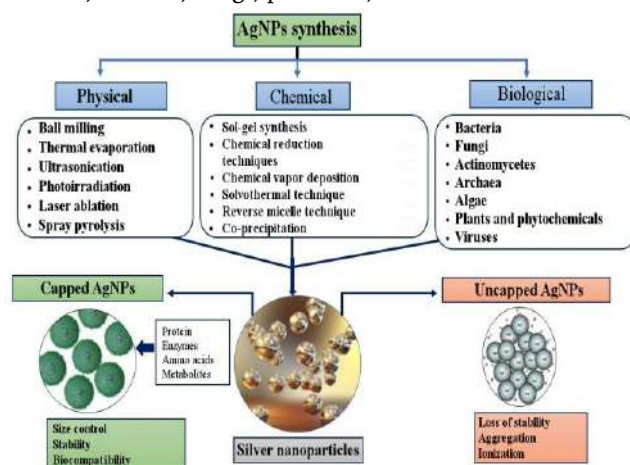 AgNPs synthesis
Physical
Ball milling
Thermal evaporation
Ultrasonication
Photoirradiation
Laser ablation
Spray pyrolysis
Chemical
Sol-gel synthesis
Chemical reduction
techniques
Chemical vapor deposition
Solvothermal technique
Reverse micelle technique
Co-precipitation
Biological
Bacteria
Fungi
Actinomycetes
Archaea
Algae
Plants and phytochemicals
Viruses
Capped AgNPs
Protein
Enzymes
Amino acids
Metabolites
Size control
Stability
Biocompatibility
Silver nanoparticles
Uncapped AgNPs
Loss of stability
Aggregation
Ionization